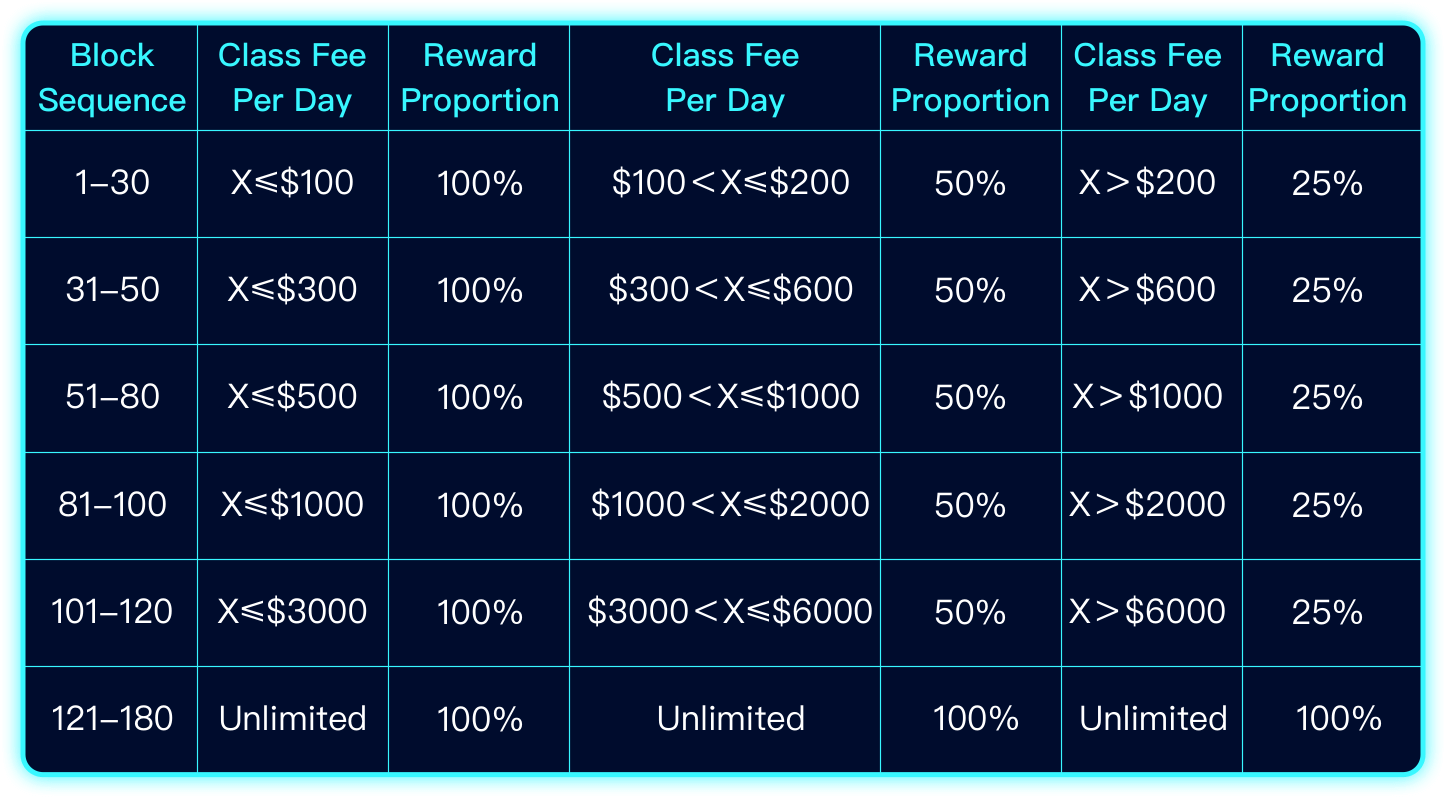 Block Sequence Class Fee Per Day Reward Proportion Class Fee Per Day Reward Proportion Class Fee Per Day Reward Proportion
1–30 X⩽$100 100% $100<X⩽$200 50% X>$200 25%
31–50 X⩽$300 100% $300<X⩽$600 50% X>$600 25%
51–80 X⩽$500 100% $500<X⩽$1000 50% X>$1000 25%
81–100 X⩽$1000 100% $1000<X⩽$2000 50% X>$2000 25%
101–120 X⩽$3000 100% $3000<X⩽$6000 50% X>$6000 25%
121–180 Unlimited 100% Unlimited 100% Unlimited 100%